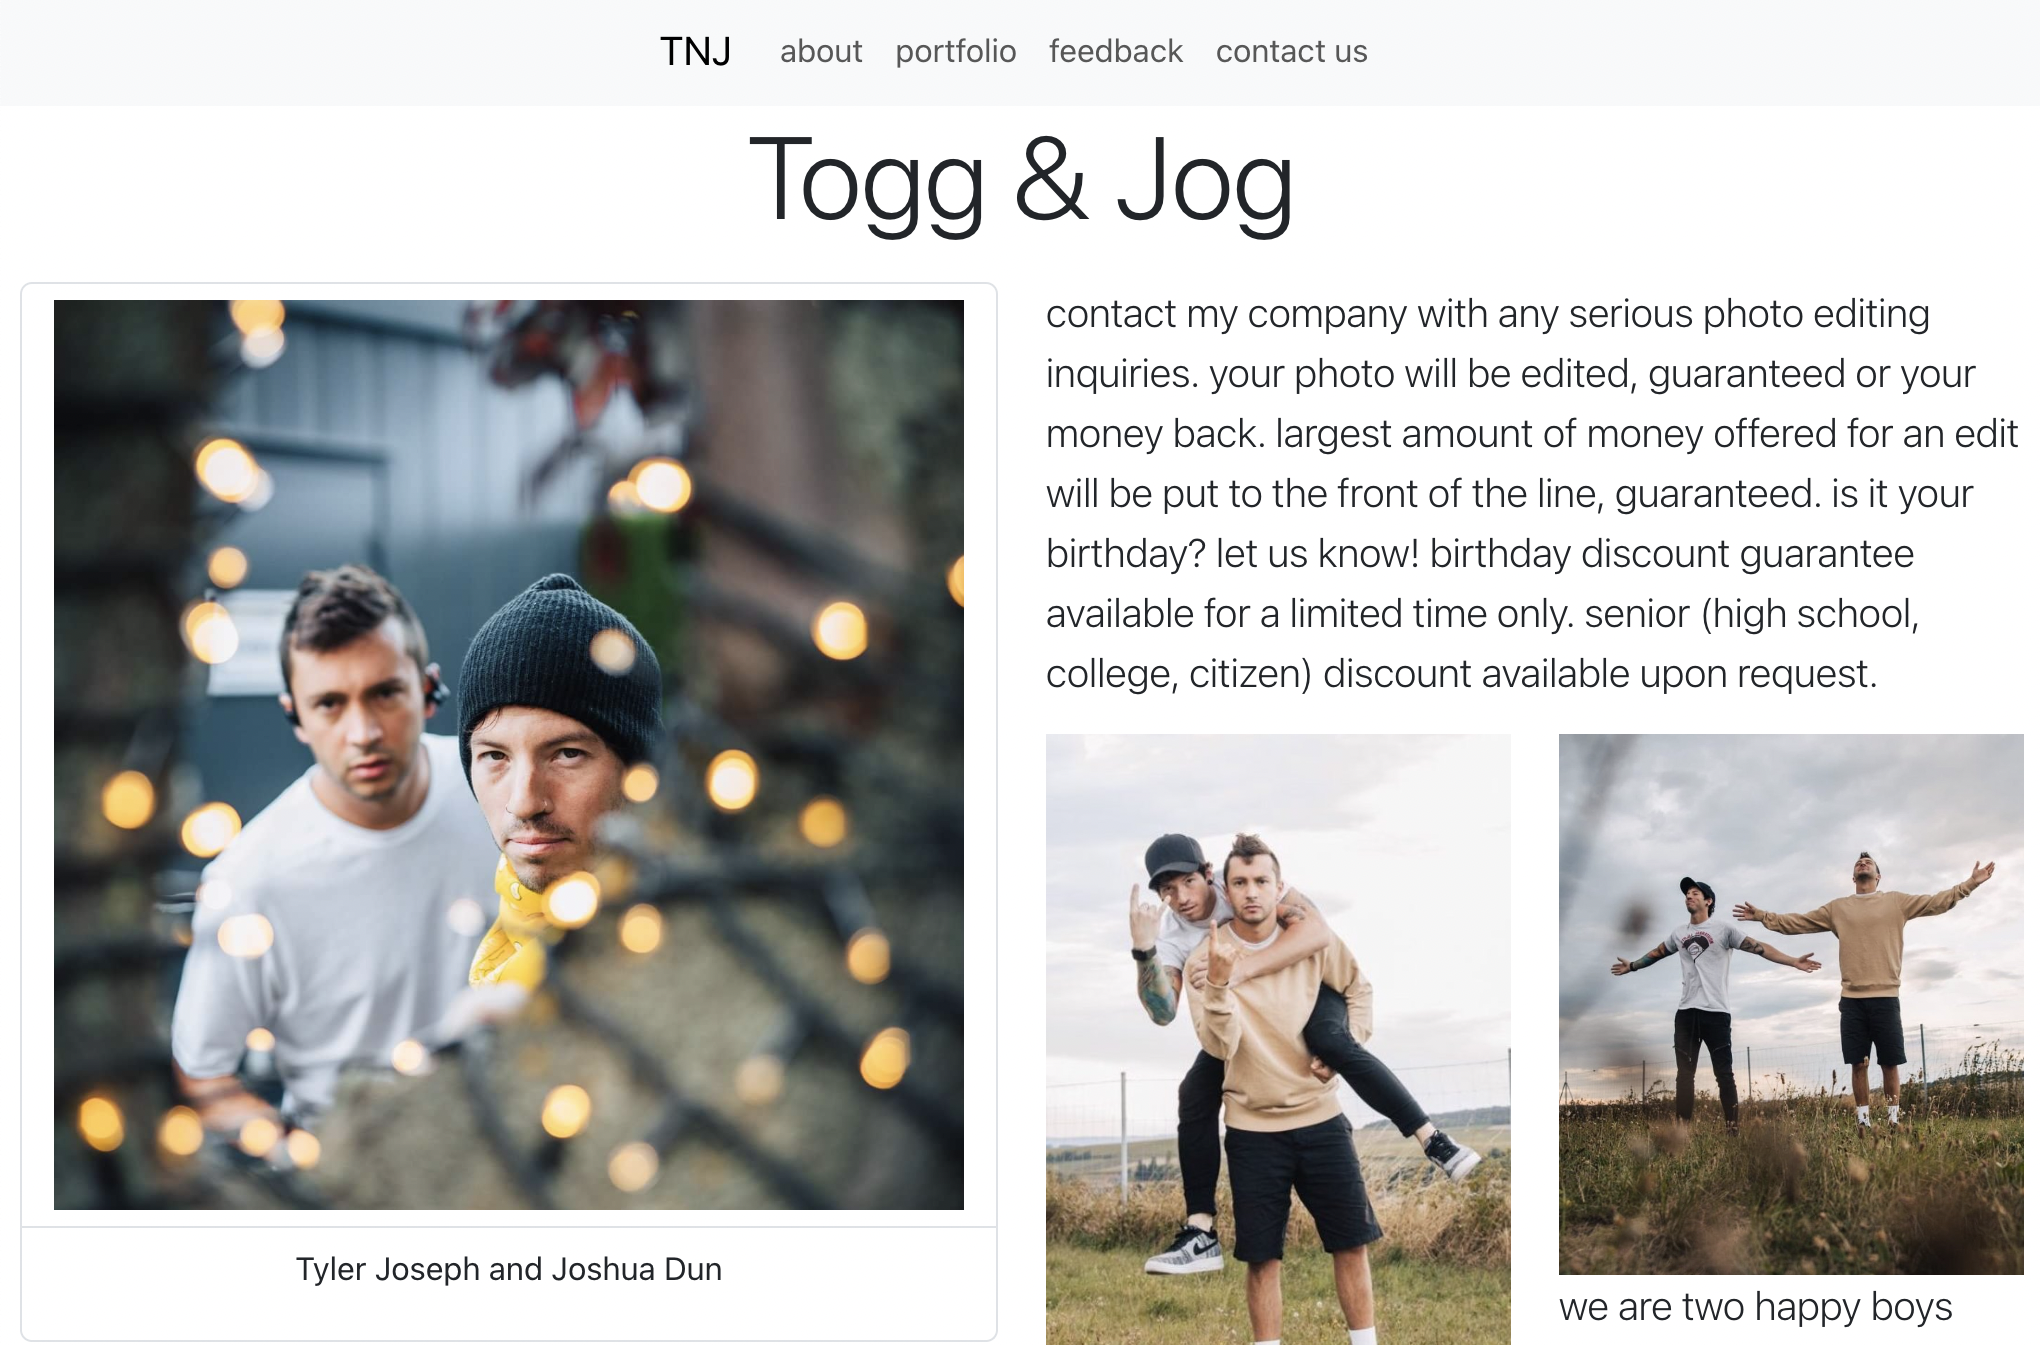 TNJ about portfolio feedback contact us
Togg & Jog
contact my company with any serious photo editing
inquiries. your photo will be edited, guaranteed or your
money back. largest amount of money offered for an edit
will be put to the front of the line, guaranteed. is it your
birthday? let us know! birthday discount guarantee
available for a limited time only. senior (high school,
college, citizen) discount available upon request.
Tyler Joseph and Joshua Dun
we are two happy boys